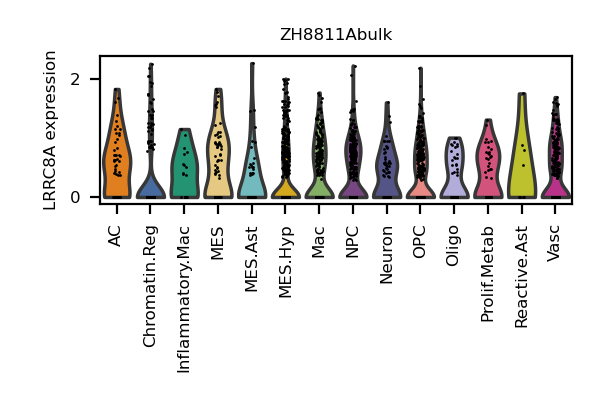 ZH8811Abulk
LRRC8A expression
2
0
AC
Chromatin.Reg
Inflammatory.Mac
MES
MES.Ast
MES.Hyp
Mac
NPC
Neuron
OPC
Oligo
Prolif.Metab
Reactive.Ast
Vasc